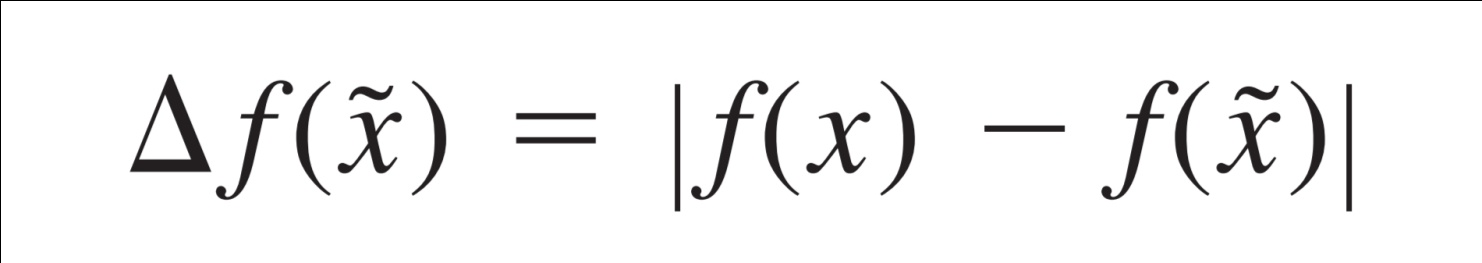 Δf(x̃) = |f(x) − f(x̃)|